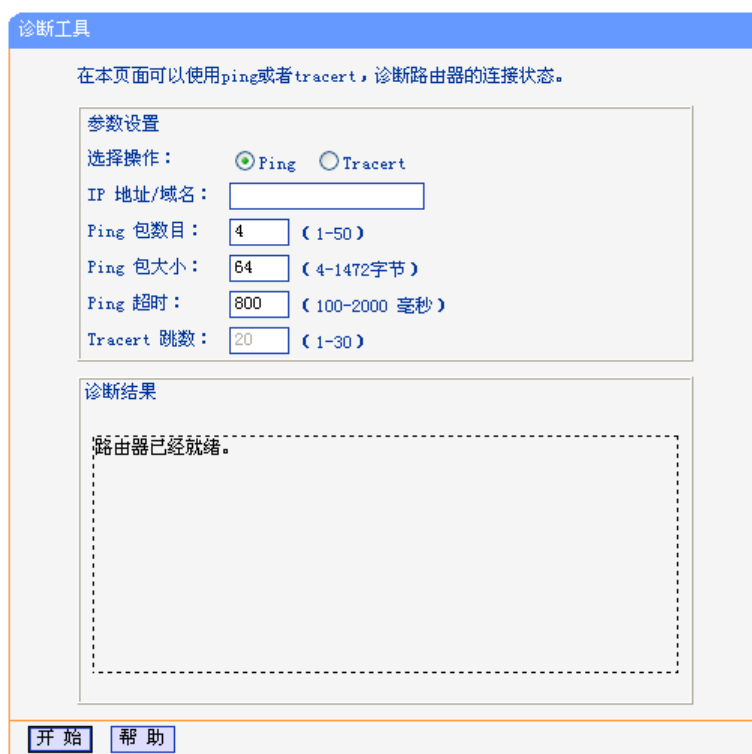 诊断工具
在本页面可以使用ping或者tracert，诊断路由器的连接状态。
参数设置
选择操作： Ping Tracert
IP 地址/域名：
Ping 包数目： 4 （1-50）
Ping 包大小： 64 （4-1472字节）
Ping 超时： 800 （100-2000 毫秒）
Tracert 跳数： 20 （1-30）
诊断结果
路由器已经就绪。
开 始 帮 助